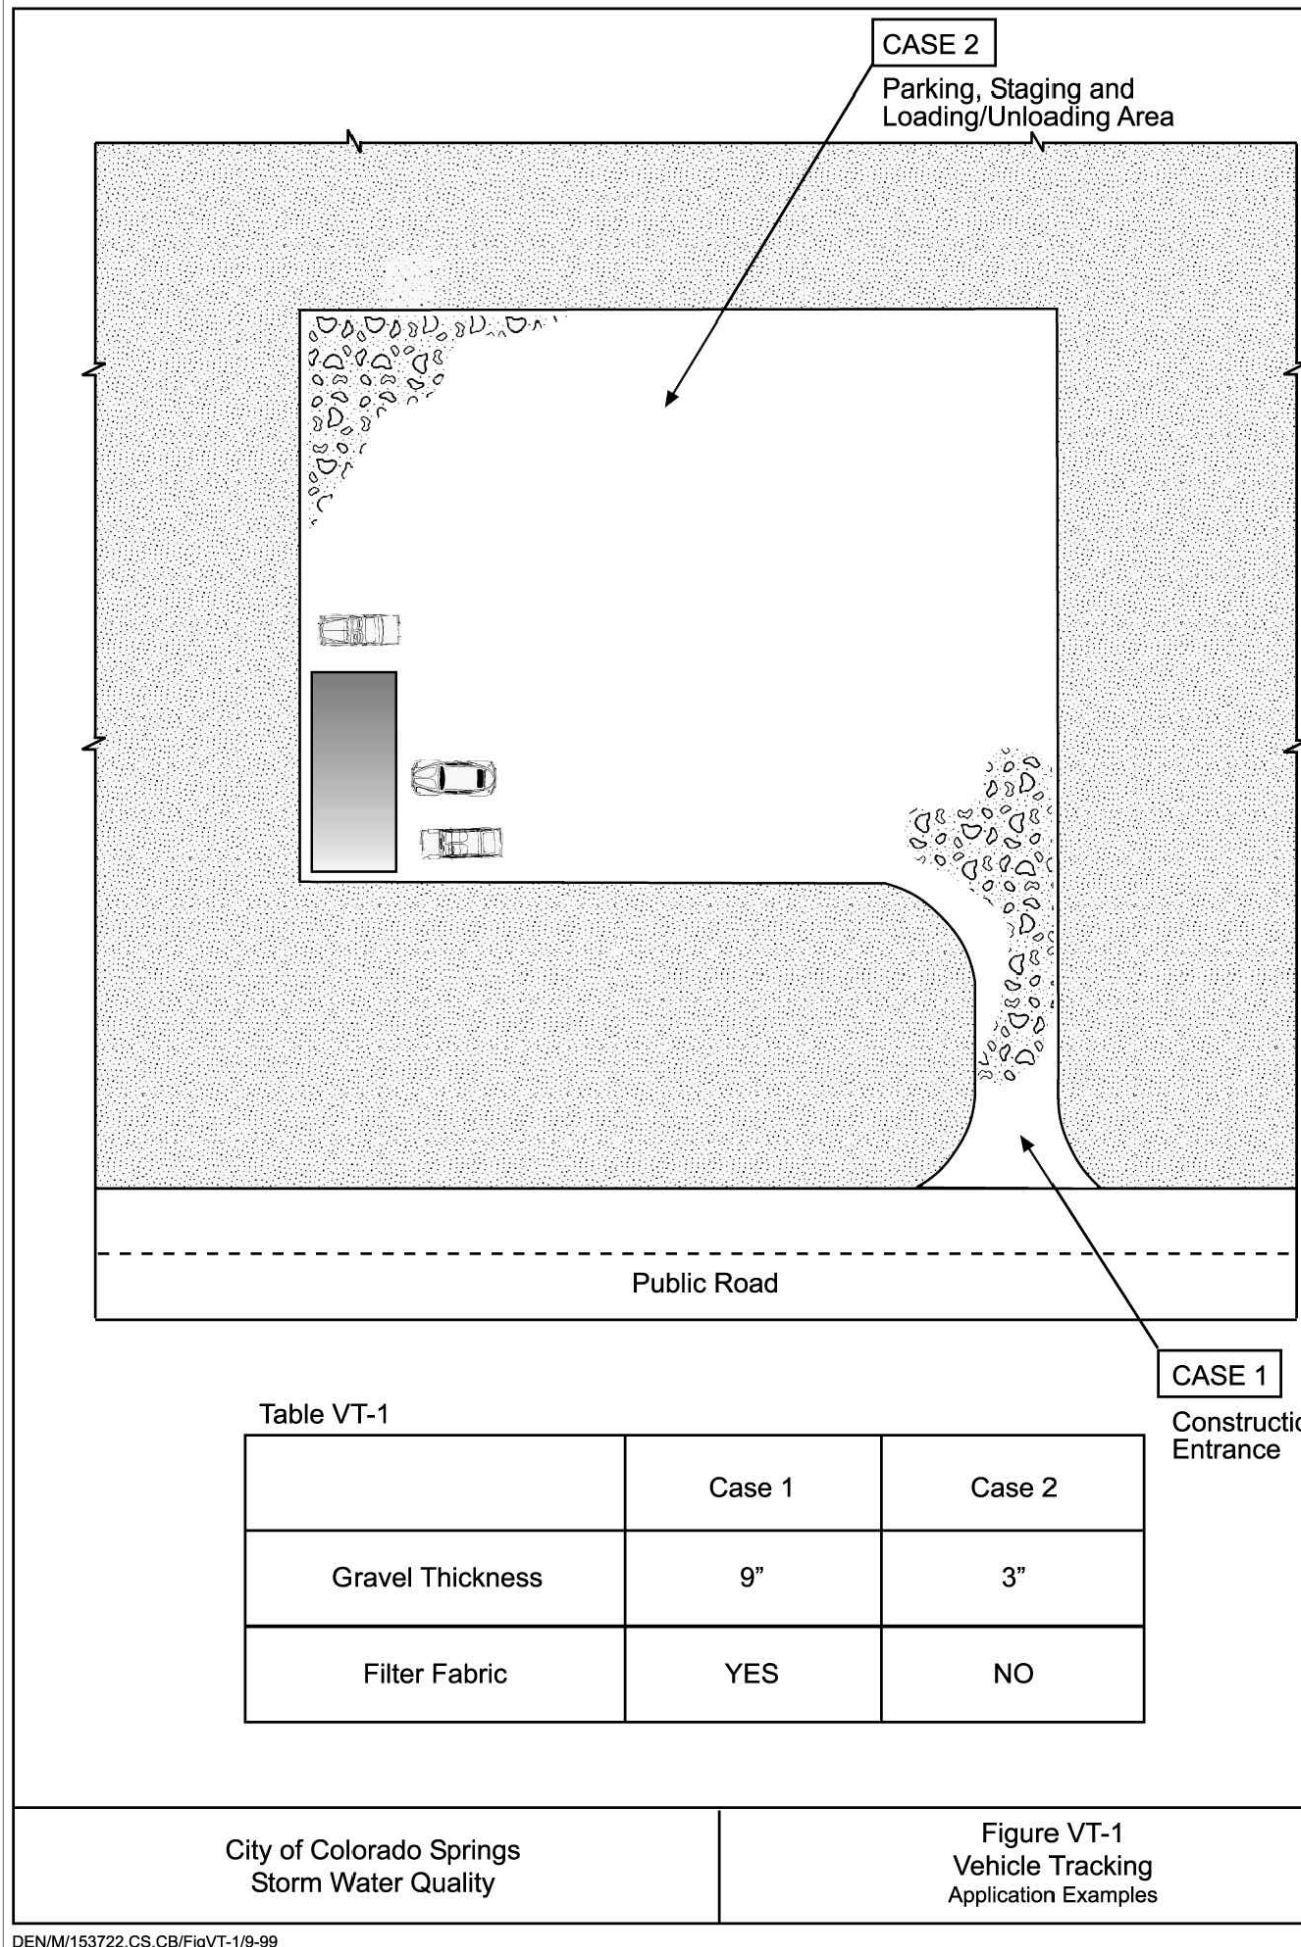 CASE 2
Parking, Staging and
Loading/Unloading Area
Public Road
CASE 1
Constructio
Entrance
Table VT-1
Case 1 Case 2
Gravel Thickness 9” 3”
Filter Fabric YES NO
City of Colorado Springs
Storm Water Quality
Figure VT-1
Vehicle Tracking
Application Examples
DEN/M/153722.CS.CB/FigVT-1/9-99